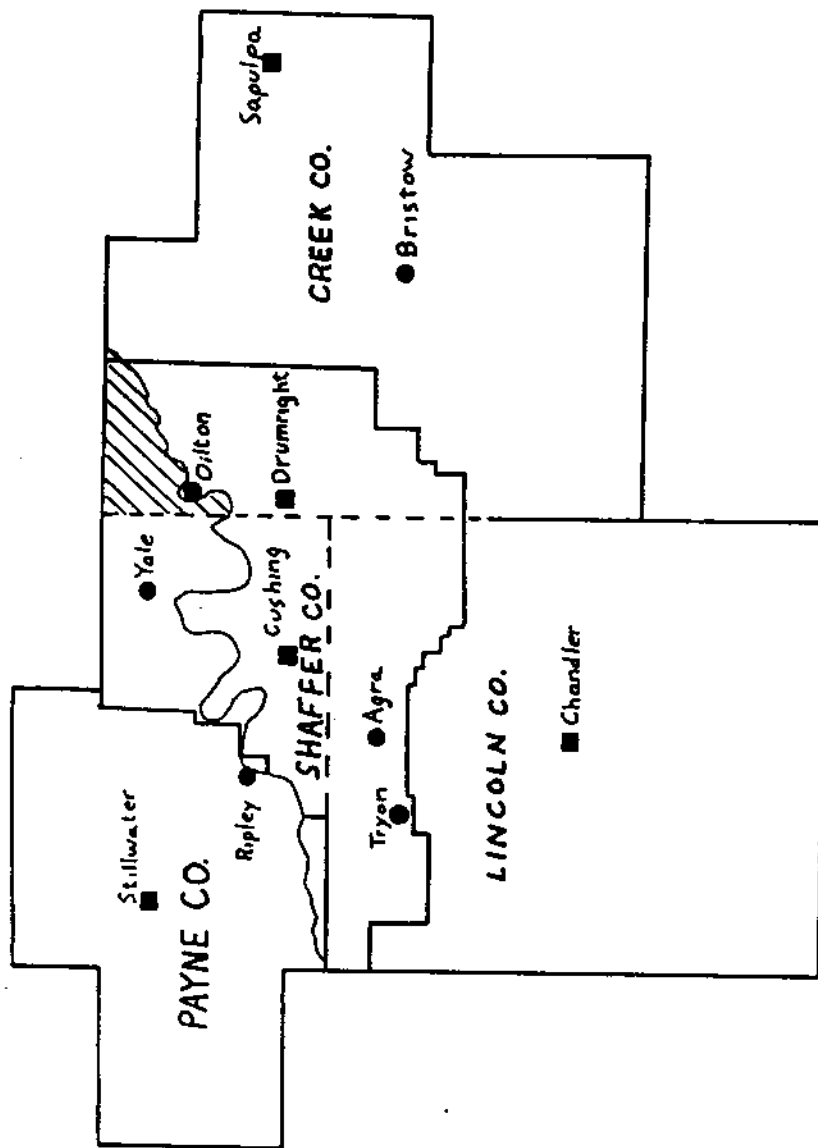 Stillwater
PAYNE CO.
Ripley
Yale
Oilton
Cushing
SHAFFER CO.
Drumright
Agra
Tryon
LINCOLN CO.
Chandler
CREEK CO.
Bristow
Sapulpa